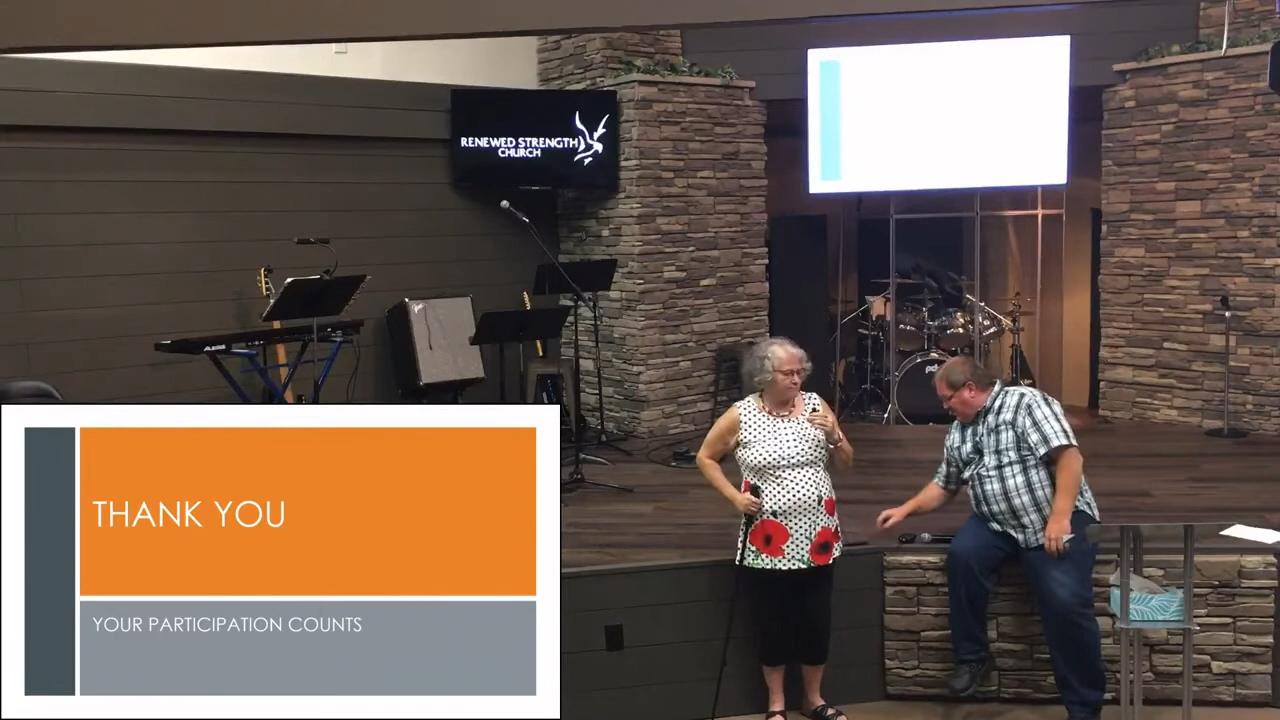 RENEWED STRENGTH
CHURCH
THANK YOU
YOUR PARTICIPATION COUNTS